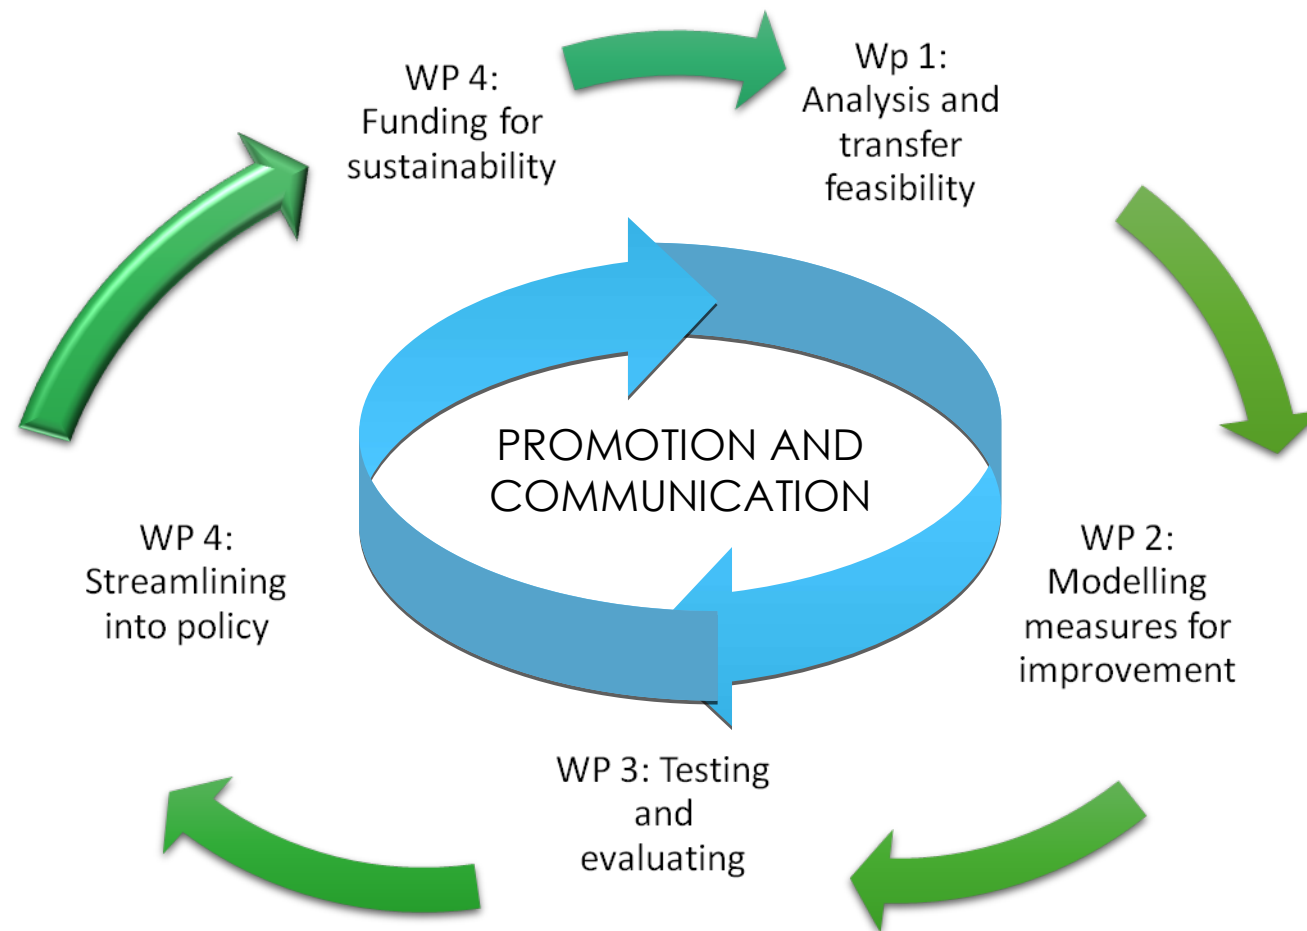 WP 4:
Funding for
sustainability
Wp 1:
Analysis and
transfer
feasibility
PROMOTION AND
COMMUNICATION
WP 4:
Streamlining
into policy
WP 2:
Modelling
measures for
improvement
WP 3: Testing
and
evaluating